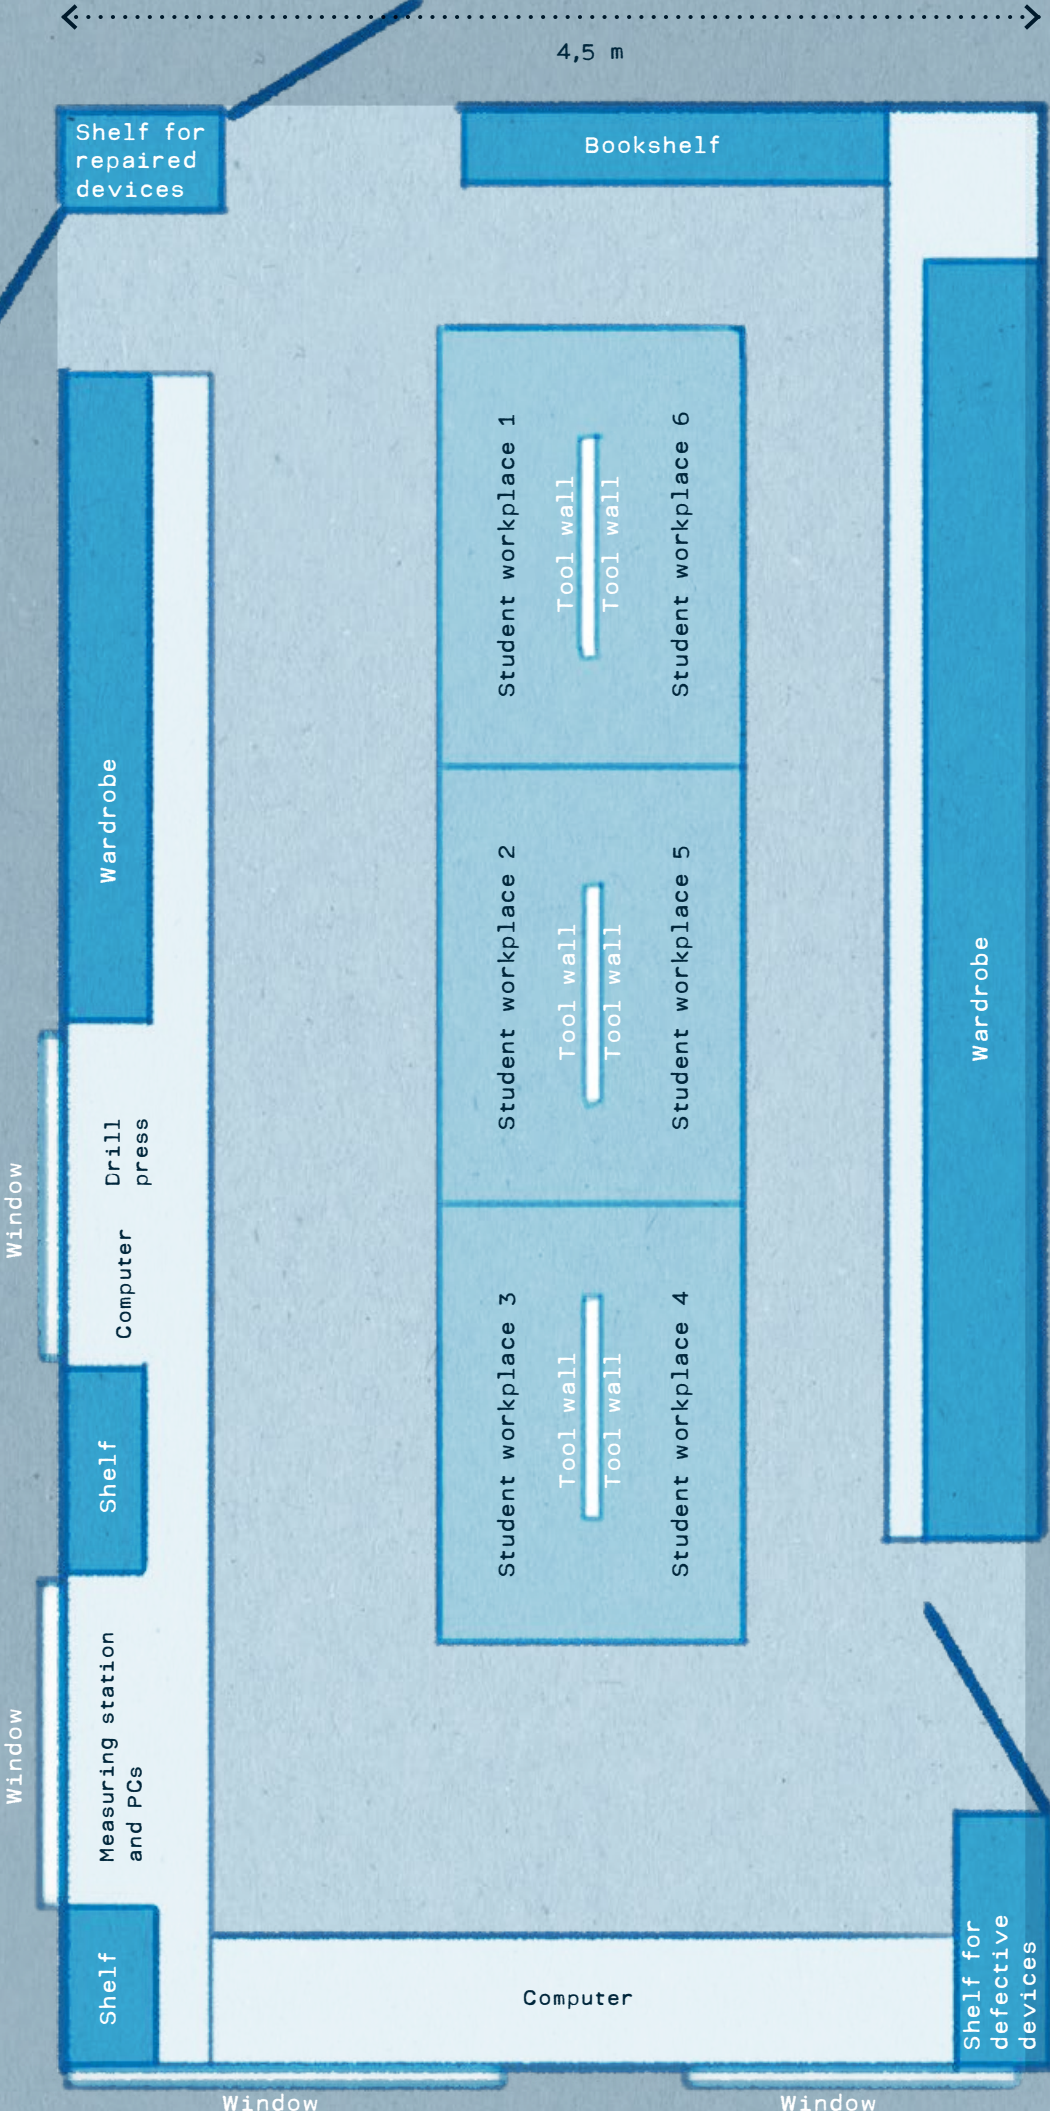 4,5 m
Shelf for
repaired
devices
Bookshelf
Student workplace 1
Tool wall
Tool wall
Student workplace 6
Wardrobe
Student workplace 2
Tool wall
Tool wall
Student workplace 5
Wardrobe
Drill
press
Window
Computer
Student workplace 3
Tool wall
Tool wall
Student workplace 4
Shelf
Window
Measuring station
and PCs
Shelf
Computer
Shelf for
defective
devices
Window
Window